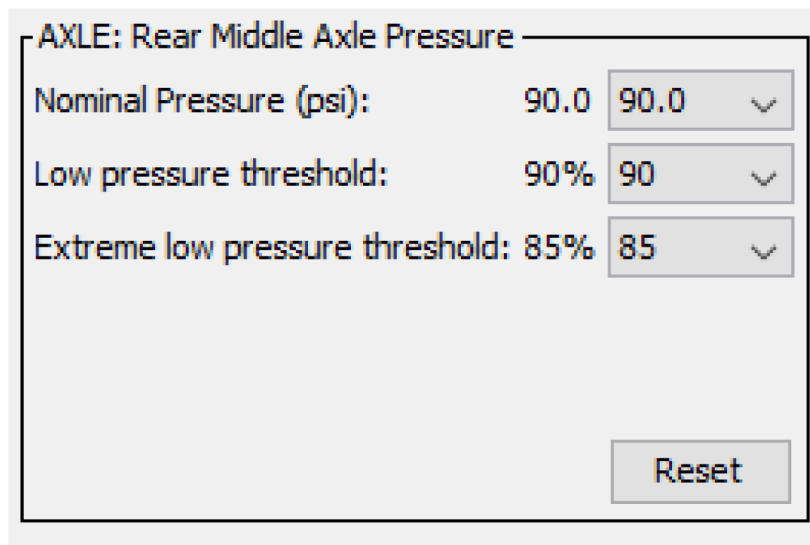 AXLE: Rear Middle Axle Pressure
Nominal Pressure (psi): 90.0 90.0
Low pressure threshold: 90% 90
Extreme low pressure threshold: 85% 85
Reset